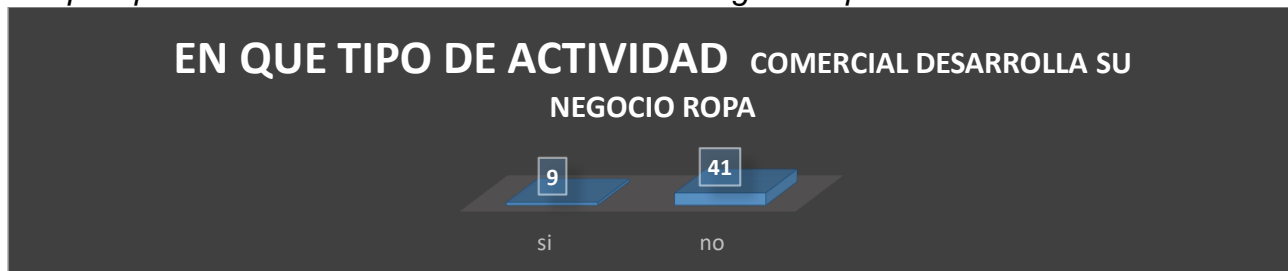 EN QUE TIPO DE ACTIVIDAD COMERCIAL DESARROLLA SU
NEGOCIO ROPA
9 41
si no